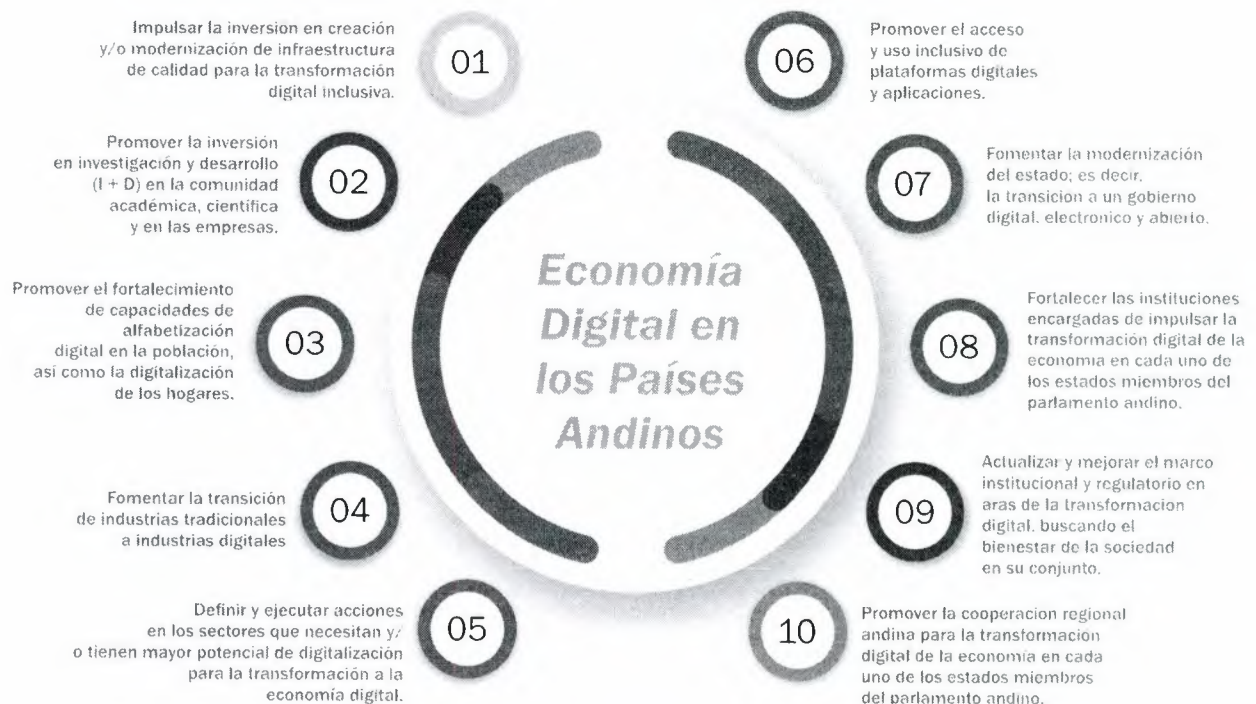 Impulsar la inversion en creación
y/o modernización de infraestructura
de calidad para la transformación
digital inclusiva.
01
Promover la inversión
en investigación y desarrollo
(I + D) en la comunidad
académica, científica
y en las empresas.
02
Promover el fortalecimiento
de capacidades de
alfabetización
digital en la población,
así como la digitalización
de los hogares.
03
Fomentar la transición
de industrias tradicionales
a industrias digitales
04
Definir y ejecutar acciones
en los sectores que necesitan y/
o tienen mayor potencial de digitalización
para la transformación a la
economía digital.
05
Economía
Digital en
los Países
Andinos
06
Promover el acceso
y uso inclusivo de
plataformas digitales
y aplicaciones.
07
Fomentar la modernización
del estado; es decir,
la transicion a un gobierno
digital. electronico y abierto.
08
Fortalecer las instituciones
encargadas de impulsar la
transformación digital de la
economia en cada uno de
los estados miembros del
parlamento andino.
09
Actualizar y mejorar el marco
institucional y regulatorio en
aras de la transformacion
digital. buscando el
bienestar de la sociedad
en su conjunto.
10
Promover la cooperacion regional
andina para la transformacion
digital de la economía en cada
uno de los estados miembros
del parlamento andino.